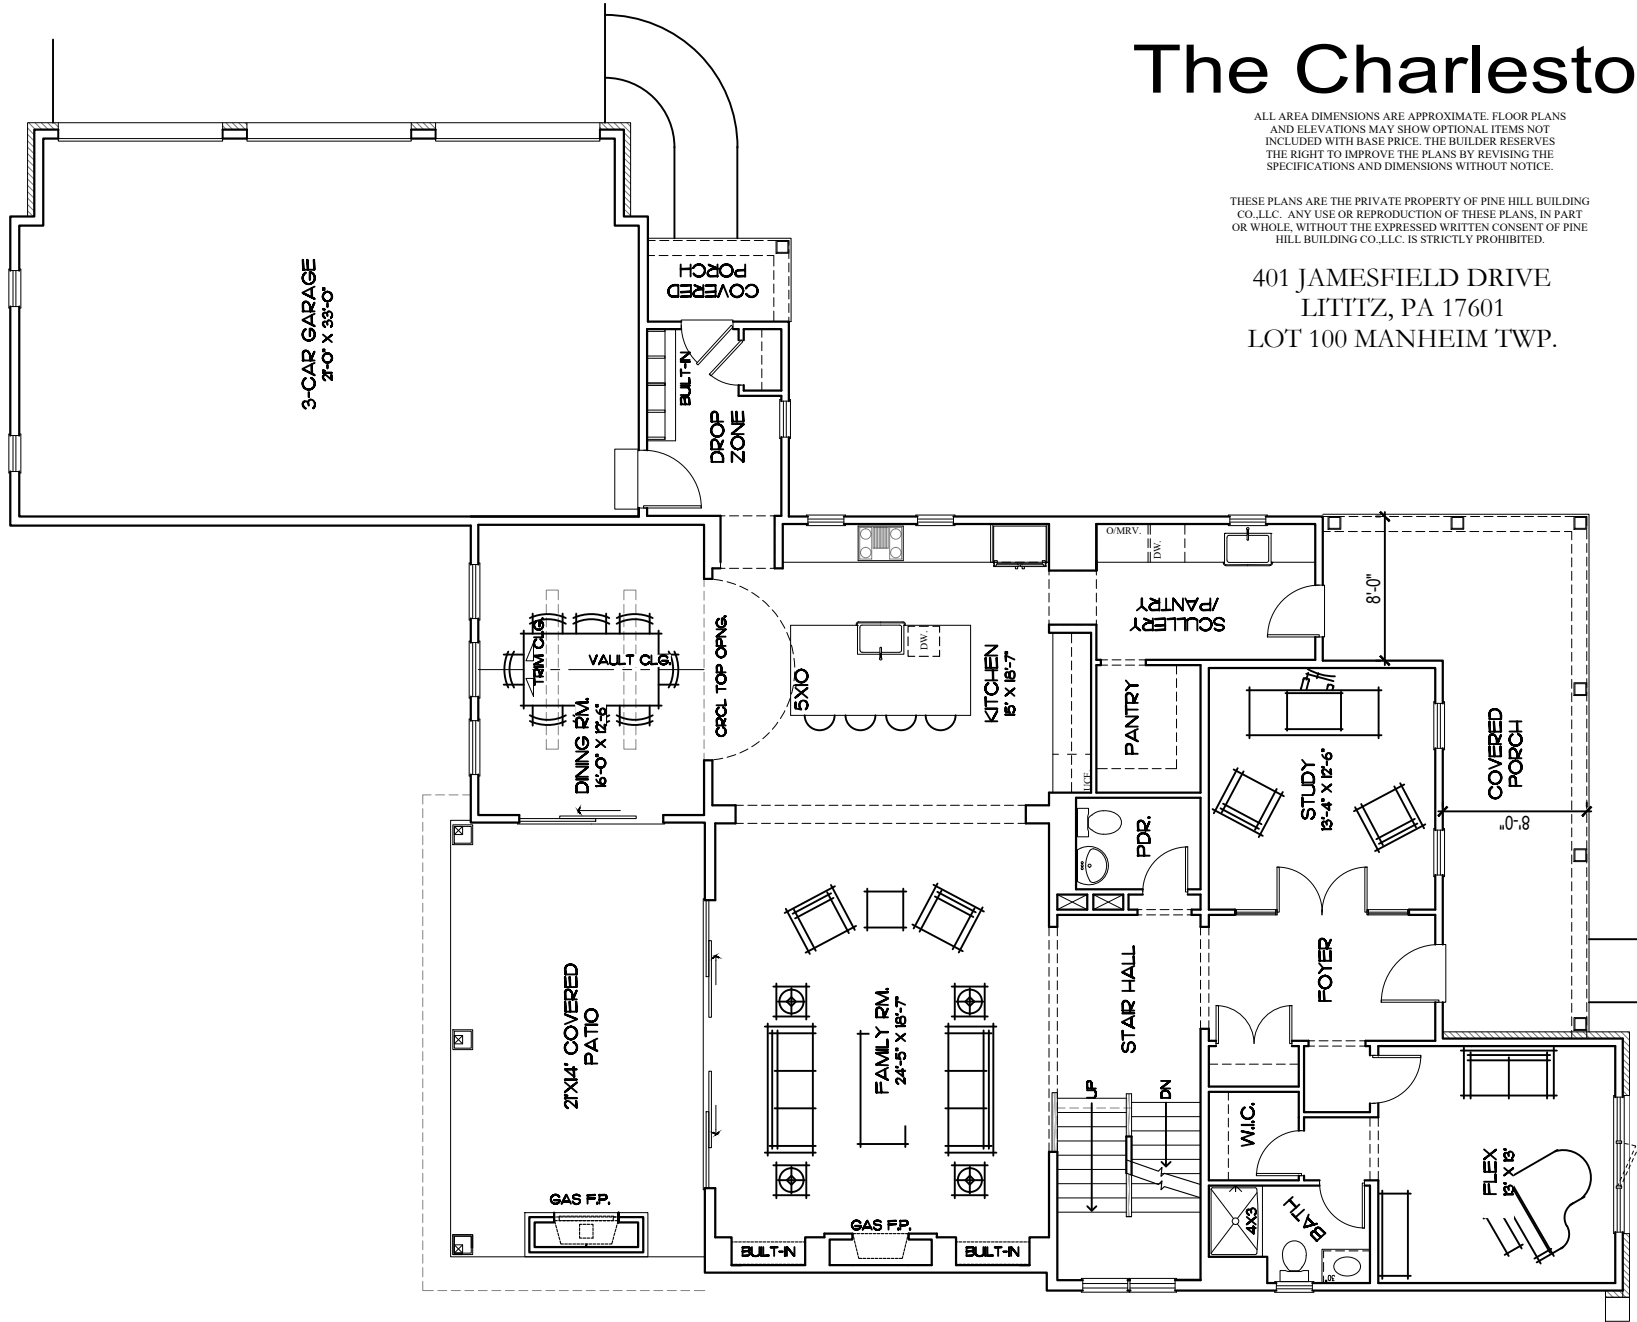 The Charlesto
ALL AREA DIMENSIONS ARE APPROXIMATE. FLOOR PLANS
AND ELEVATIONS MAY SHOW OPTIONAL ITEMS NOT
INCLUDED WITH BASE PRICE. THE BUILDER RESERVES
THE RIGHT TO IMPROVE THE PLANS BY REVISING THE
SPECIFICATIONS AND DIMENSIONS WITHOUT NOTICE.
THESE PLANS ARE THE PRIVATE PROPERTY OF PINE HILL BUILDING
CO.,LLC. ANY USE OR REPRODUCTION OF THESE PLANS, IN PART
OR WHOLE, WITHOUT THE EXPRESSED WRITTEN CONSENT OF PINE
HILL BUILDING CO.,LLC. IS STRICTLY PROHIBITED.
401 JAMESFIELD DRIVE
LITITZ, PA 17601
LOT 100 MANHEIM TWP.
3-CAR GARAGE
21'-0" X 33'-0"
COVERED
PORCH
BUILT-IN
DROP
ZONE
TRIM CLG.
VAULT CLG.
DINING RM.
16'-0" X 12'-6"
CRCL TOP OPNG.
5X10
DW.
KITCHEN
15' X 18'-7"
O/MRV.
DW.
SCULLERY
/PANTRY
PANTRY
UCF
PDR.
STUDY
13'-4" X 12'-6"
8'-0"
COVERED
PORCH
8'-0"
21'X14' COVERED
PATIO
GAS F.P.
FAMILY RM.
24'-5" X 18'-7"
GAS F.P.
BUILT-IN
BUILT-IN
STAIR HALL
UP
DN
FOYER
W.I.C.
4X3
BATH
30"
FLEX
13' X 13'